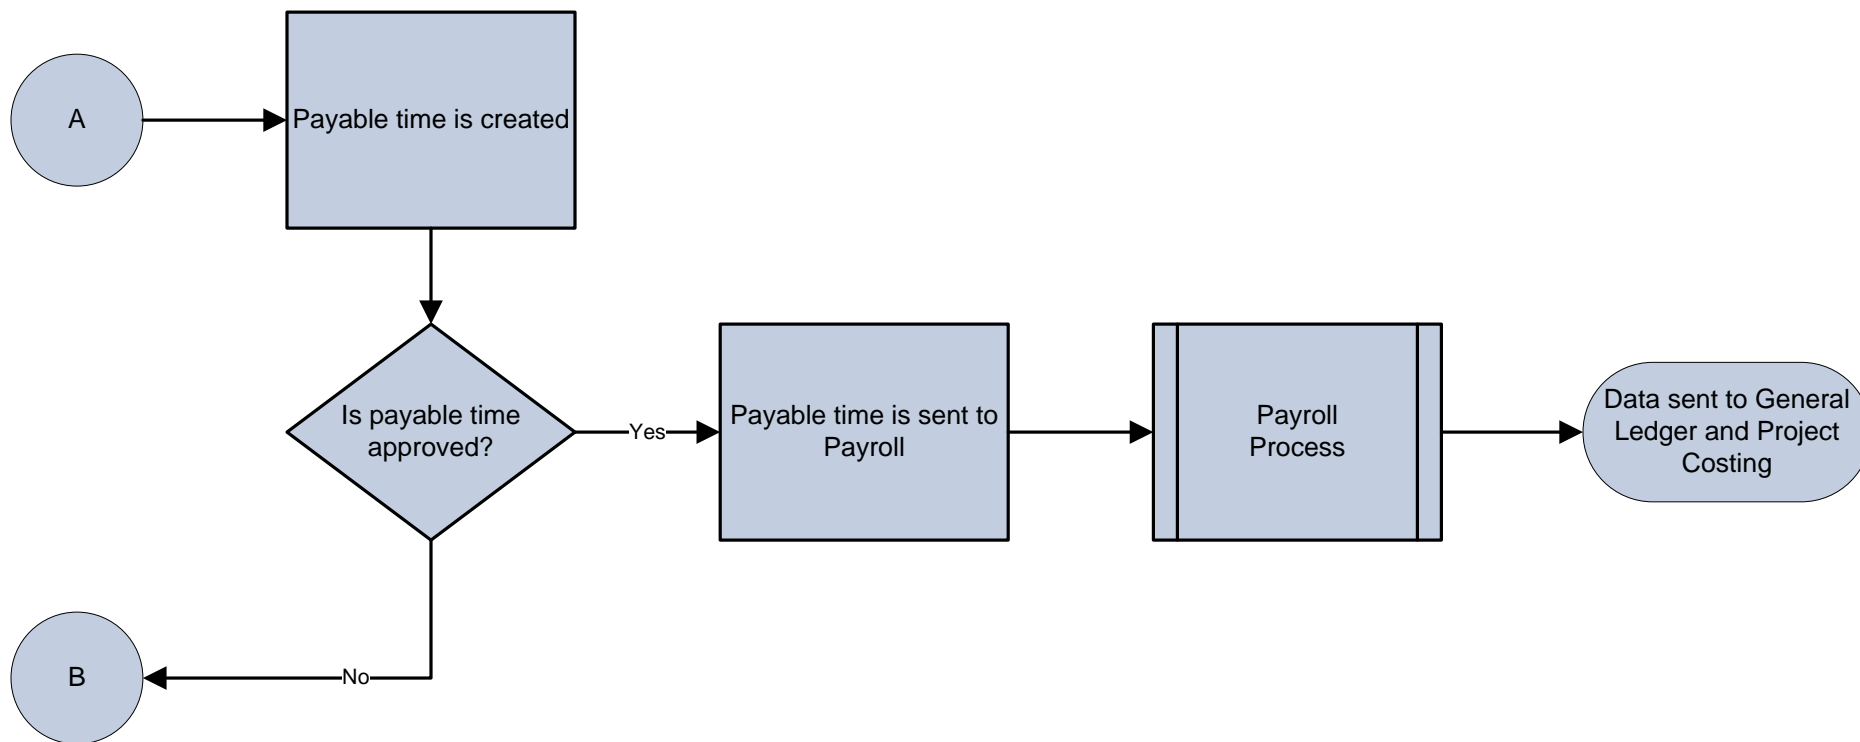 A
Payable time is created
Is payable time
approved?
Yes
Payable time is sent to
Payroll
Payroll
Process
Data sent to General
Ledger and Project
Costing
No
B